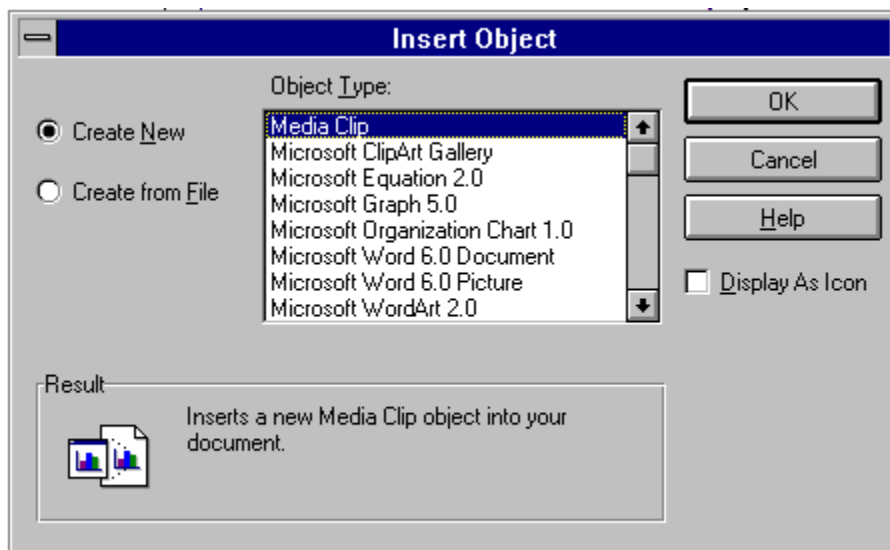 Insert Object
Object Type:
Create New
Create from File
Media Clip
Microsoft ClipArt Gallery
Microsoft Equation 2.0
Microsoft Graph 5.0
Microsoft Organization Chart 1.0
Microsoft Word 6.0 Document
Microsoft Word 6.0 Picture
Microsoft WordArt 2.0
OK
Cancel
Help
Display As Icon
Result
Inserts a new Media Clip object into your
document.